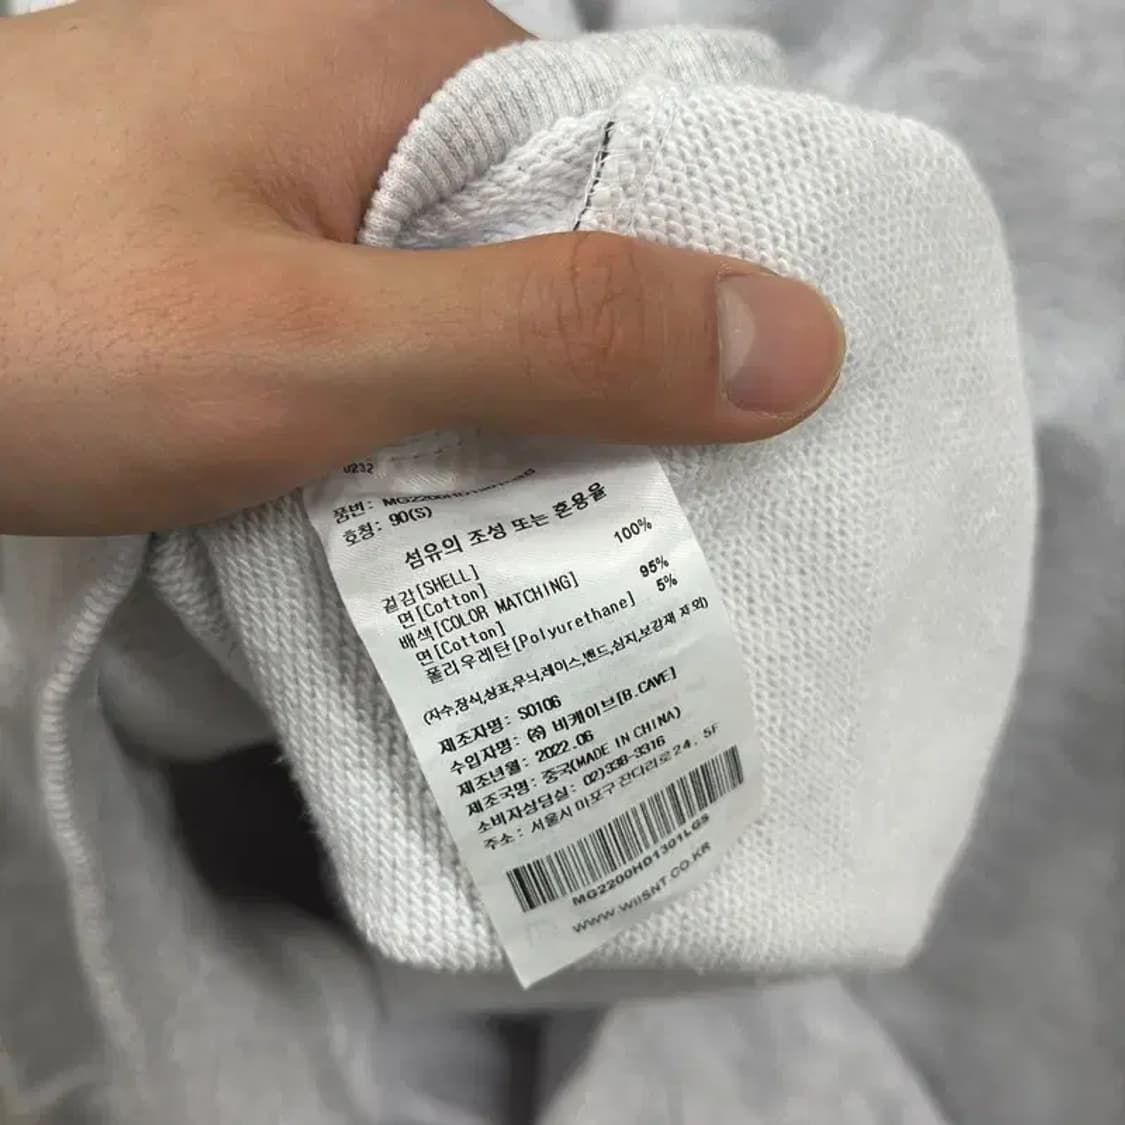 0232
품번: MG2200HD1301LGS
호칭: 90(S)
섬유의 조성 또는 혼용율
겉감[SHELL]
면[Cotton] 100%
배색[COLOR MATCHING]
면[Cotton] 95%
폴리우레탄[Polyurethane] 5%
(자수,장식,상표,무늬,레이스,밴드,심지,보강재 제외)
제조자명: S0106
수입자명: ㈜ 비케이브[B.CAVE]
제조년월: 2022.06
제조국명: 중국(MADE IN CHINA)
소비자상담실: 02)338-3316
주소: 서울시 마포구 잔다리로24. 5F
MG2200HD1301LGS
WWW.WIISNT.CO.KR